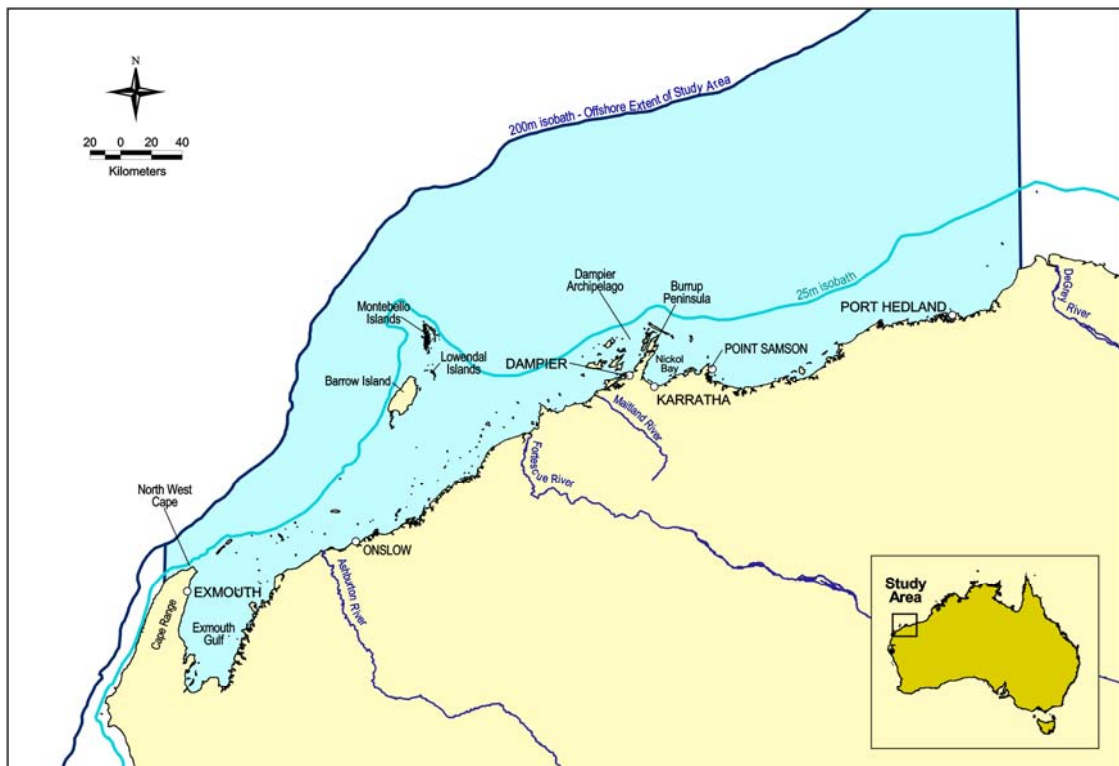 N
20 0 20 40
Kilometers
200m isobath - Offshore Extent of Study Area
25m isobath
Dampier
Archipelago
Burrup
Peninsula
DeGrey
River
Montebello
Islands
PORT HEDLAND
Lowendal
Islands
DAMPIER
Nickol
Bay
POINT SAMSON
Barrow Island
KARRATHA
Maitland River
Fortescue River
North West
Cape
ONSLOW
Ashburton River
EXMOUTH
Cape Range
Exmouth
Gulf
Study
Area